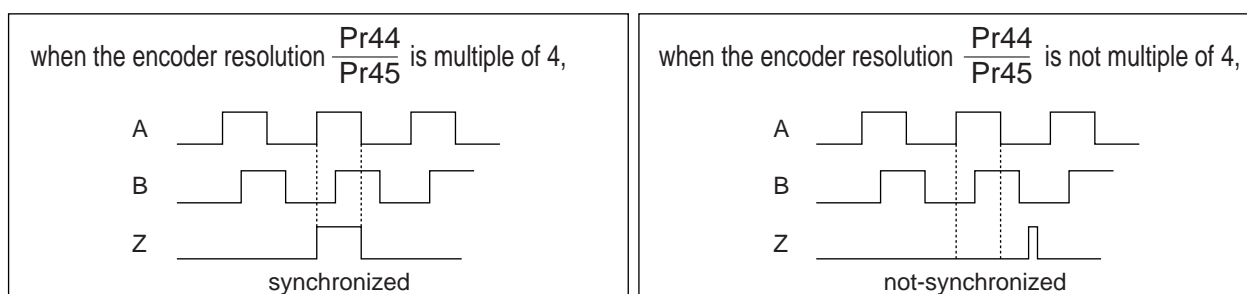 when the encoder resolution Pr44/Pr45 is multiple of 4,
A
B
Z
synchronized
when the encoder resolution Pr44/Pr45 is not multiple of 4,
A
B
Z
not-synchronized